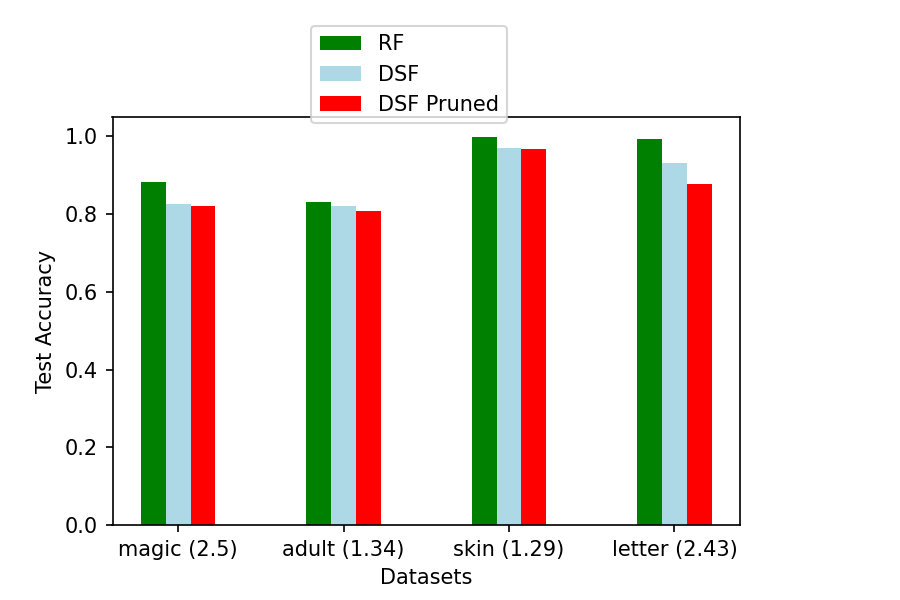 RF
DSF
DSF Pruned
1.0
0.8
0.6
0.4
0.2
0.0
Test Accuracy
magic (2.5)
adult (1.34)
skin (1.29)
letter (2.43)
Datasets